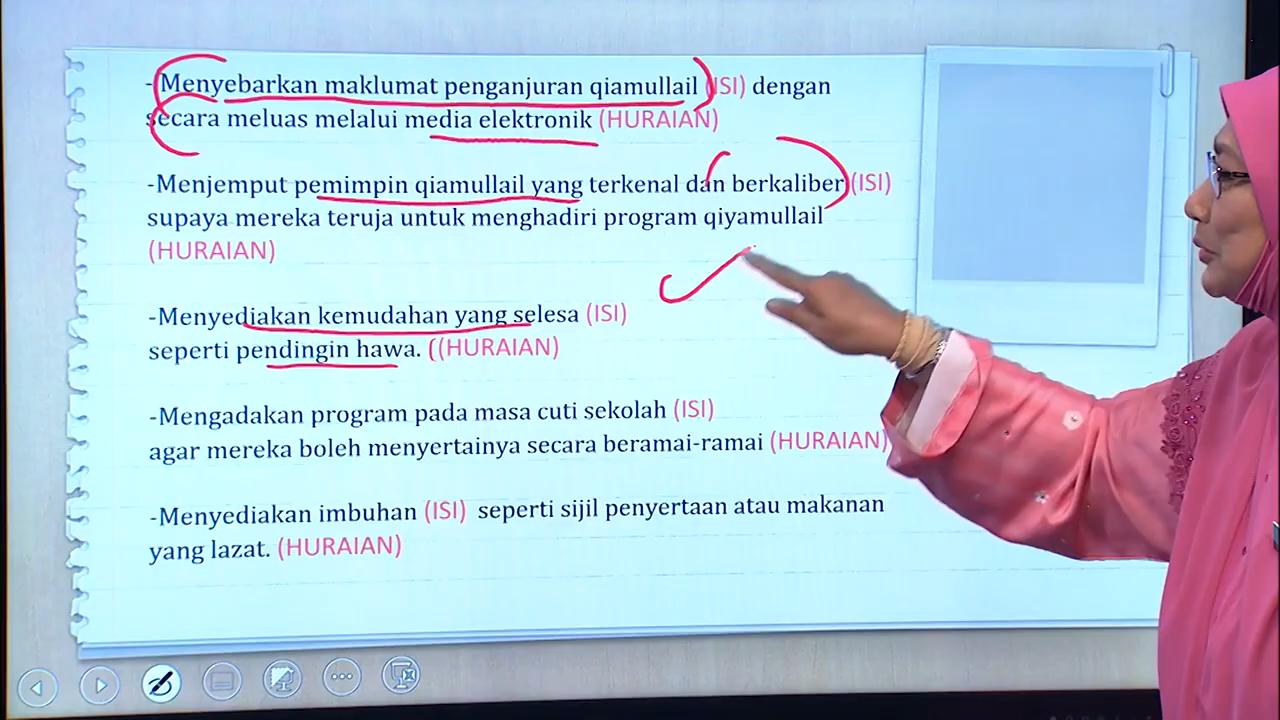 - Menyebarkan maklumat penganjuran qiamullail (ISI) dengan
secara meluas melalui media elektronik (HURAIAN)
-Menjemput pemimpin qiamullail yang terkenal dan berkaliber (ISI)
supaya mereka teruja untuk menghadiri program qiyamullail
(HURAIAN)
-Menyediakan kemudahan yang selesa (ISI)
seperti pendingin hawa. ((HURAIAN)
-Mengadakan program pada masa cuti sekolah (ISI)
agar mereka boleh menyertainya secara beramai-ramai (HURAIAN)
-Menyediakan imbuhan (ISI) seperti sijil penyertaan atau makanan
yang lazat. (HURAIAN)